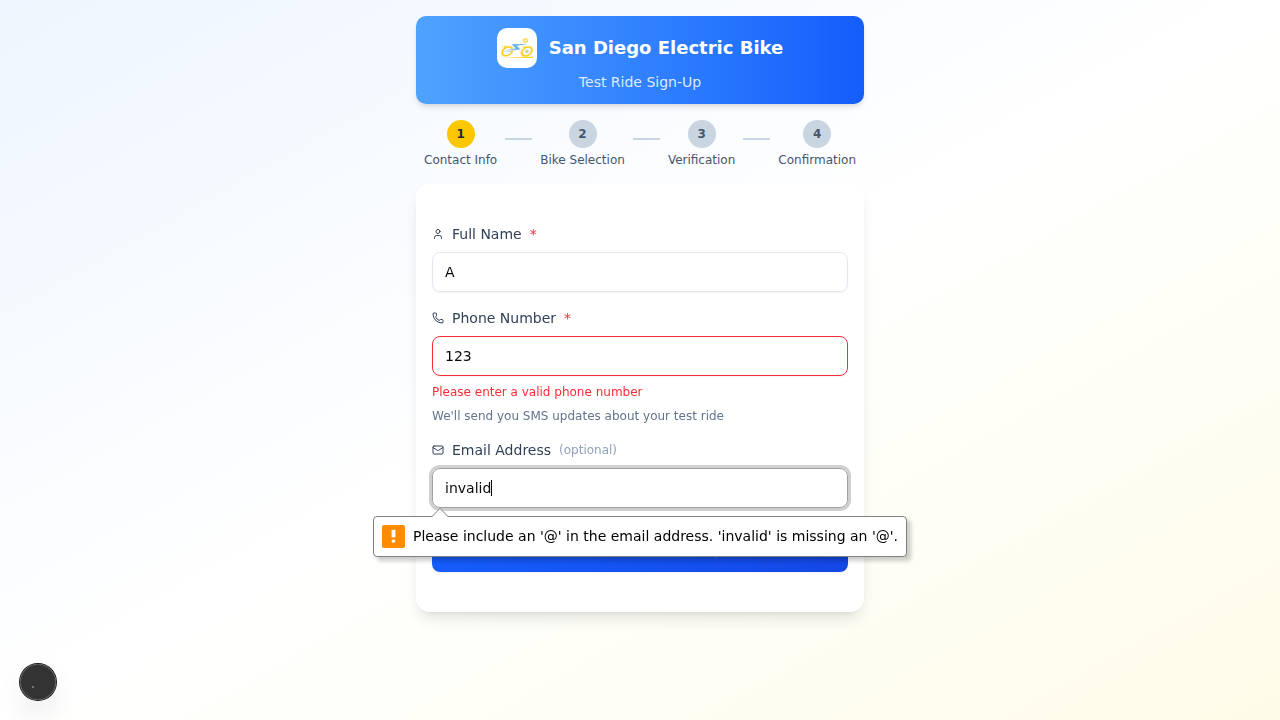 San Diego Electric Bike
Test Ride Sign-Up
1
2
3
4
Contact Info
Bike Selection
Verification
Confirmation
Full Name *
A
Phone Number *
123
Please enter a valid phone number
We'll send you SMS updates about your test ride
Email Address (optional)
invalid
Please include an '@' in the email address. 'invalid' is missing an '@'.